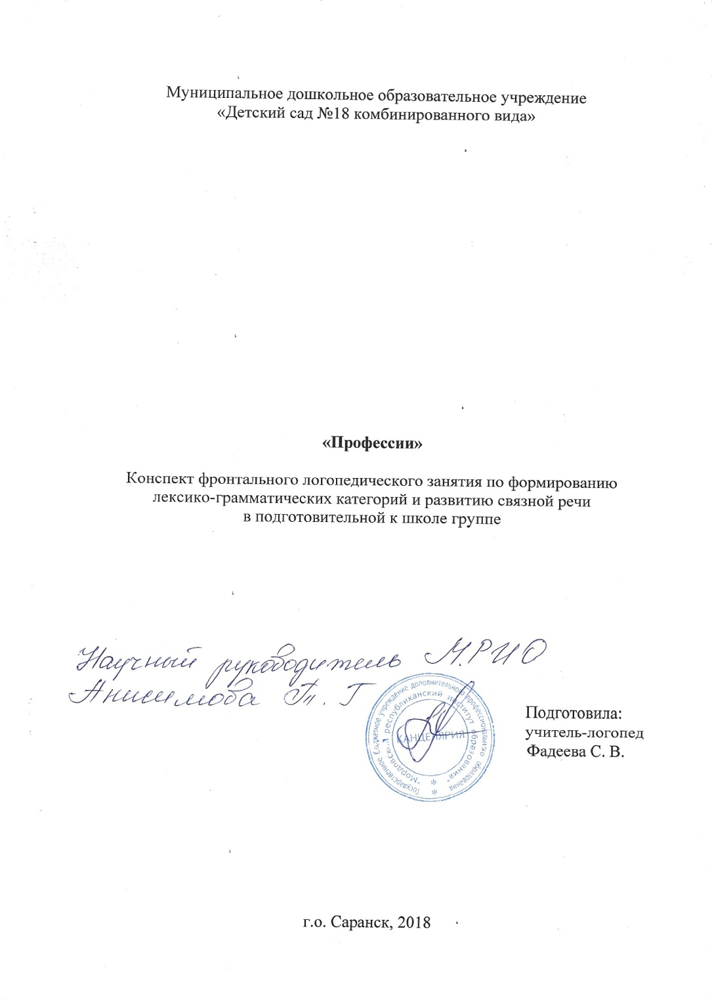 Муниципальное дошкольное образовательное учреждение
«Детский сад №18 комбинированного вида»
«Профессии»
Конспект фронтального логопедического занятия по формированию
лексико-грамматических категорий и развитию связной речи
в подготовительной к школе группе
Научный руководитель М.РИО
Анисимова Т. Г
Государственное бюджетное учреждение дополнительного профессионального образования
"Мордовский республиканский институт образования"
КАНЦЕЛЯРИЯ
Подготовила:
учитель-логопед
Фадеева С. В.
г.о. Саранск, 2018